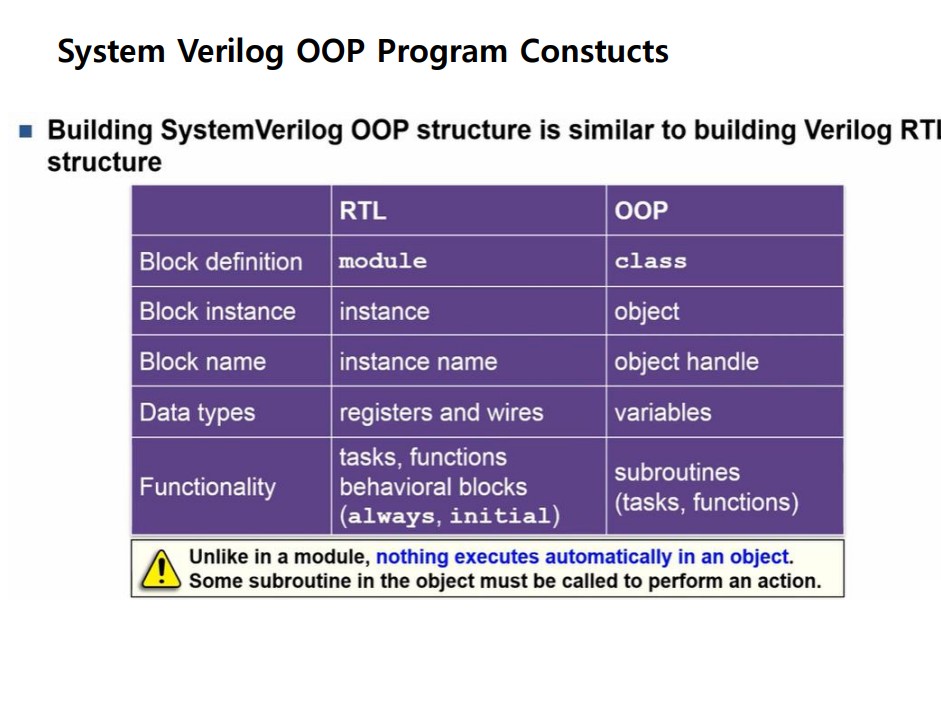 System Verilog OOP Program Constucts
Building SystemVerilog OOP structure is similar to building Verilog RTL
structure
RTL OOP
Block definition module class
Block instance instance object
Block name instance name object handle
Data types registers and wires variables
Functionality tasks, functions
behavioral blocks
(always, initial) subroutines
(tasks, functions)
Unlike in a module, nothing executes automatically in an object.
Some subroutine in the object must be called to perform an action.